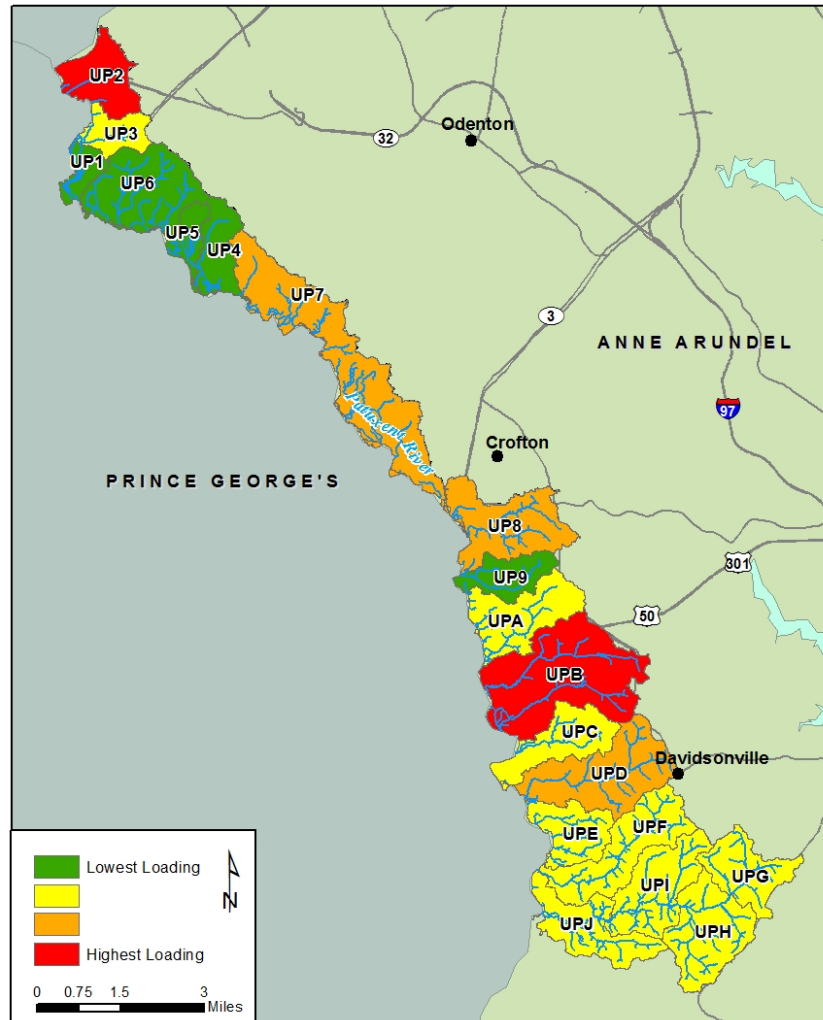 UP2
UP3
32
Odenton
UP1
UP6
UP5
UP4
UP7
3
ANNE ARUNDEL
97
Patuxent River
Crofton
PRINCE GEORGE'S
UP8
301
UP9
50
UPA
UPB
UPC
Davidsonville
UPD
UPE
UPF
UPG
UPI
UPJ
UPH
Lowest Loading
N
Highest Loading
0 0.75 1.5 3
Miles